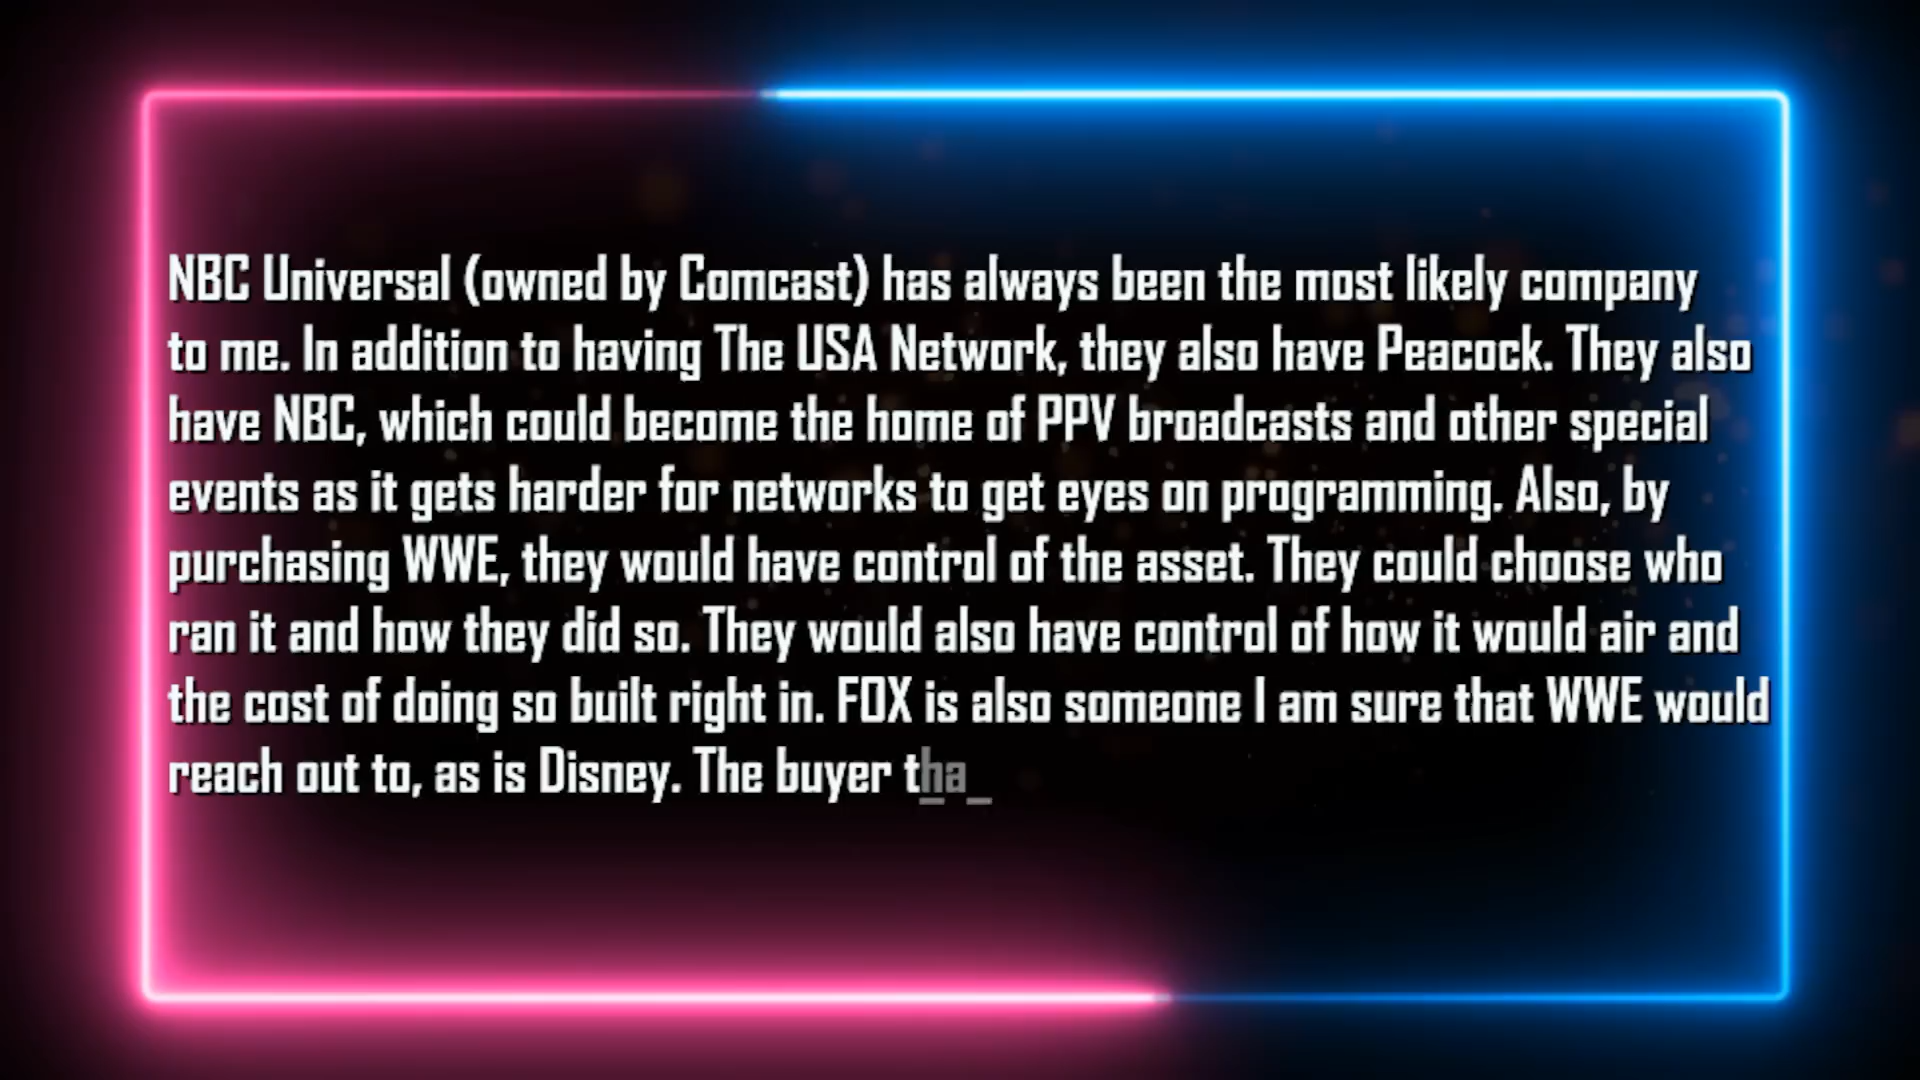 NBC Universal (owned by Comcast) has always been the most likely company
to me. In addition to having The USA Network, they also have Peacock. They also
have NBC, which could become the home of PPV broadcasts and other special
events as it gets harder for networks to get eyes on programming. Also, by
purchasing WWE, they would have control of the asset. They could choose who
ran it and how they did so. They would also have control of how it would air and
the cost of doing so built right in. FOX is also someone I am sure that WWE would
reach out to, as is Disney. The buyer tha_